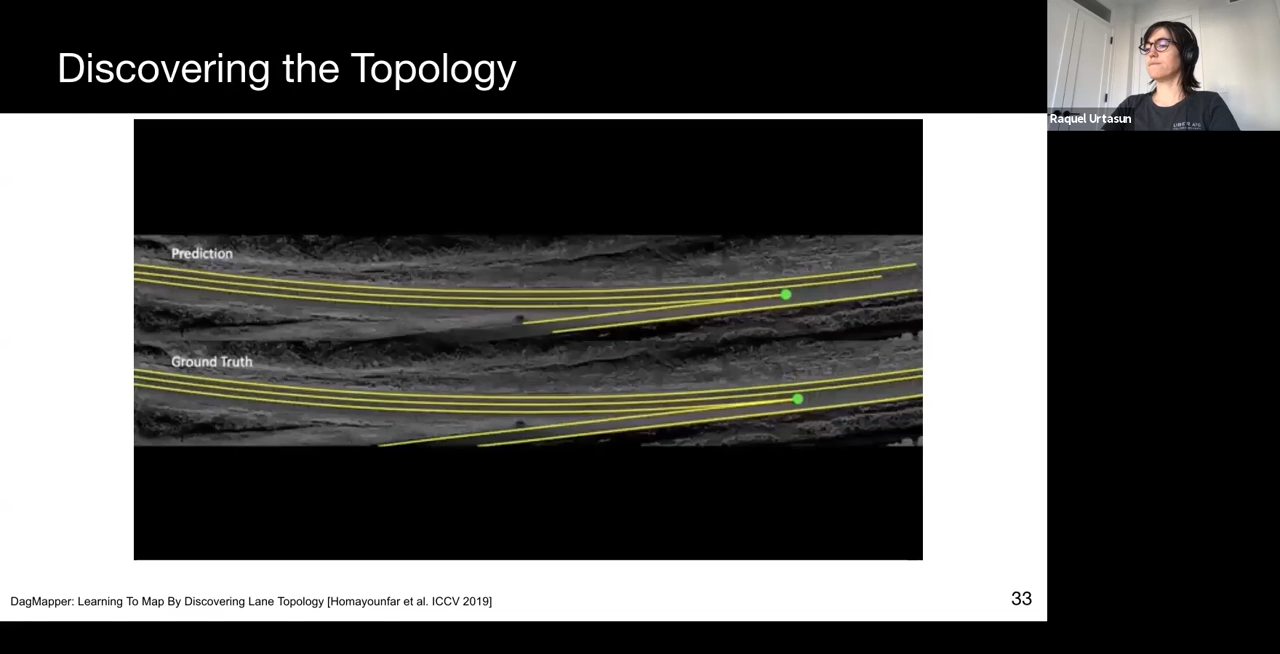 Discovering the Topology
Raquel Urtasun
Prediction
Ground Truth
DagMapper: Learning To Map By Discovering Lane Topology [Homayounfar et al. ICCV 2019]
33